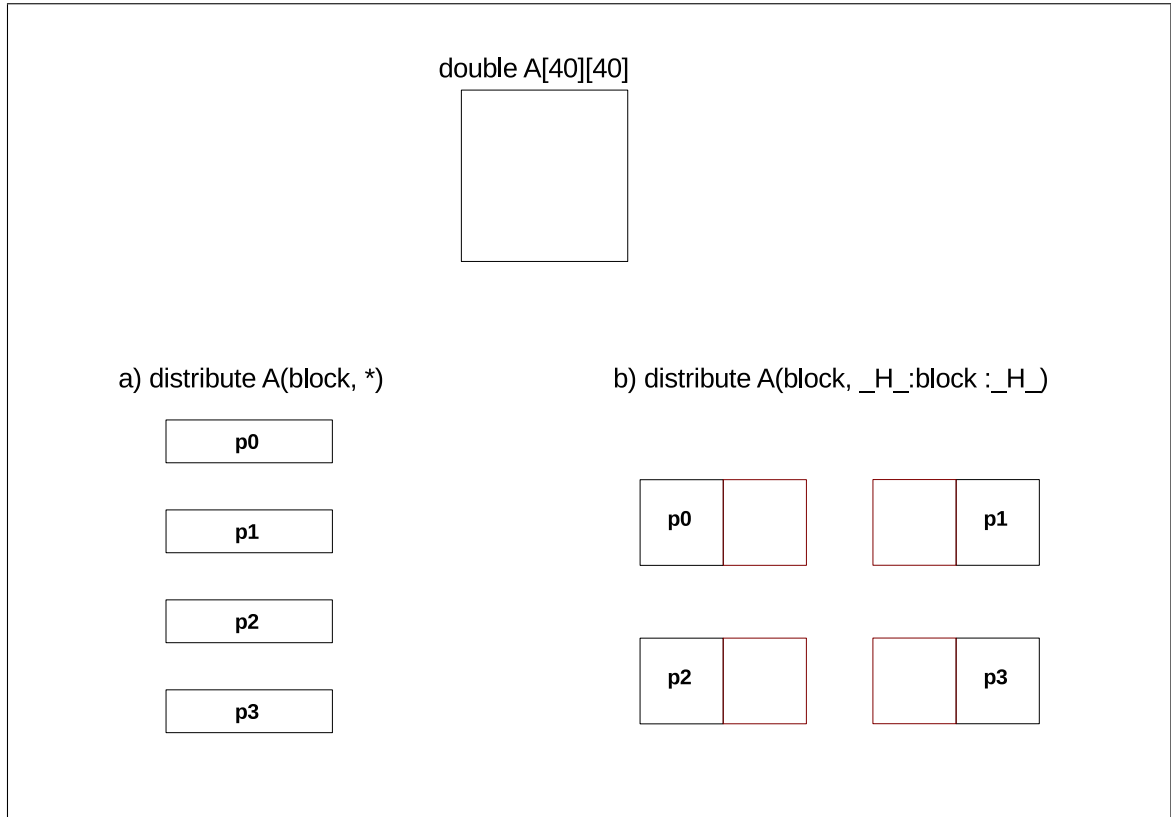 double A[40][40]
a) distribute A(block, *)
b) distribute A(block, _H_:block :_H_)
p0
p1
p2
p3
p0
p1
p2
p3